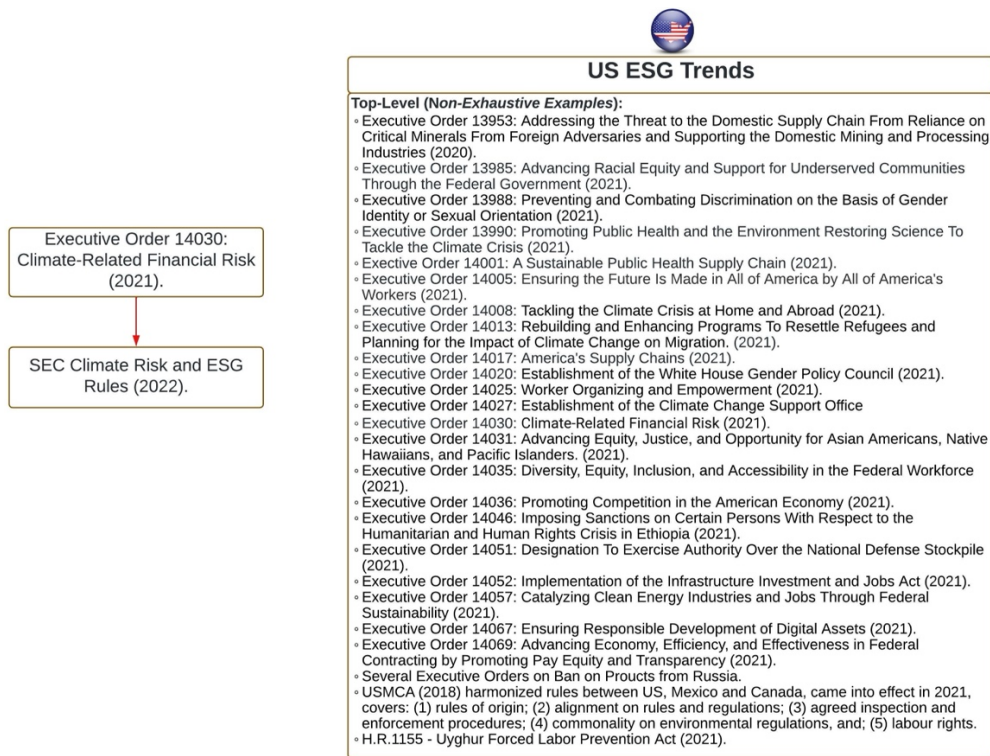 US ESG Trends
Top-Level (Non-Exhaustive Examples):
◦ Executive Order 13953: Addressing the Threat to the Domestic Supply Chain From Reliance on
Critical Minerals From Foreign Adversaries and Supporting the Domestic Mining and Processing
Industries (2020).
◦ Executive Order 13985: Advancing Racial Equity and Support for Underserved Communities
Through the Federal Government (2021).
◦ Executive Order 13988: Preventing and Combating Discrimination on the Basis of Gender
Identity or Sexual Orientation (2021).
◦ Executive Order 13990: Promoting Public Health and the Environment Restoring Science To
Tackle the Climate Crisis (2021).
◦ Exective Order 14001: A Sustainable Public Health Supply Chain (2021).
◦ Executive Order 14005: Ensuring the Future Is Made in All of America by All of America's
Workers (2021).
◦ Executive Order 14008: Tackling the Climate Crisis at Home and Abroad (2021).
◦ Executive Order 14013: Rebuilding and Enhancing Programs To Resettle Refugees and
Planning for the Impact of Climate Change on Migration. (2021).
◦ Executive Order 14017: America's Supply Chains (2021).
◦ Executive Order 14020: Establishment of the White House Gender Policy Council (2021).
◦ Executive Order 14025: Worker Organizing and Empowerment (2021).
◦ Executive Order 14027: Establishment of the Climate Change Support Office
◦ Executive Order 14030: Climate-Related Financial Risk (2021).
◦ Executive Order 14031: Advancing Equity, Justice, and Opportunity for Asian Americans, Native
Hawaiians, and Pacific Islanders. (2021).
◦ Executive Order 14035: Diversity, Equity, Inclusion, and Accessibility in the Federal Workforce
(2021).
◦ Executive Order 14036: Promoting Competition in the American Economy (2021).
◦ Executive Order 14046: Imposing Sanctions on Certain Persons With Respect to the
Humanitarian and Human Rights Crisis in Ethiopia (2021).
◦ Executive Order 14051: Designation To Exercise Authority Over the National Defense Stockpile
(2021).
◦ Executive Order 14052: Implementation of the Infrastructure Investment and Jobs Act (2021).
◦ Executive Order 14057: Catalyzing Clean Energy Industries and Jobs Through Federal
Sustainability (2021).
◦ Executive Order 14067: Ensuring Responsible Development of Digital Assets (2021).
◦ Executive Order 14069: Advancing Economy, Efficiency, and Effectiveness in Federal
Contracting by Promoting Pay Equity and Transparency (2021).
◦ Several Executive Orders on Ban on Proucts from Russia.
◦ USMCA (2018) harmonized rules between US, Mexico and Canada, came into effect in 2021,
covers: (1) rules of origin; (2) alignment on rules and regulations; (3) agreed inspection and
enforcement procedures; (4) commonality on environmental regulations, and; (5) labour rights.
◦ H.R.1155 - Uyghur Forced Labor Prevention Act (2021).
Executive Order 14030:
Climate-Related Financial Risk
(2021).
SEC Climate Risk and ESG
Rules (2022).